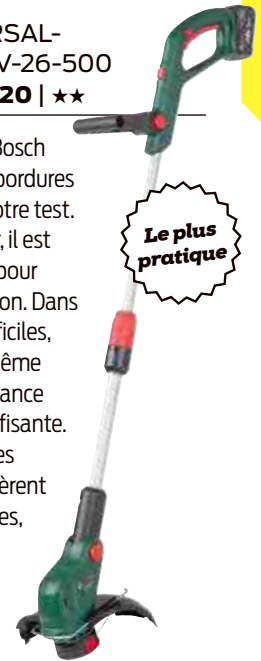 RSAL-
V-26-500
20 | ★★
Bosch
bordures
otre test.
, il est
pour
on. Dans
ficiles,
ême
ance
fisante.
es
èrent
es,
Le plus
pratique